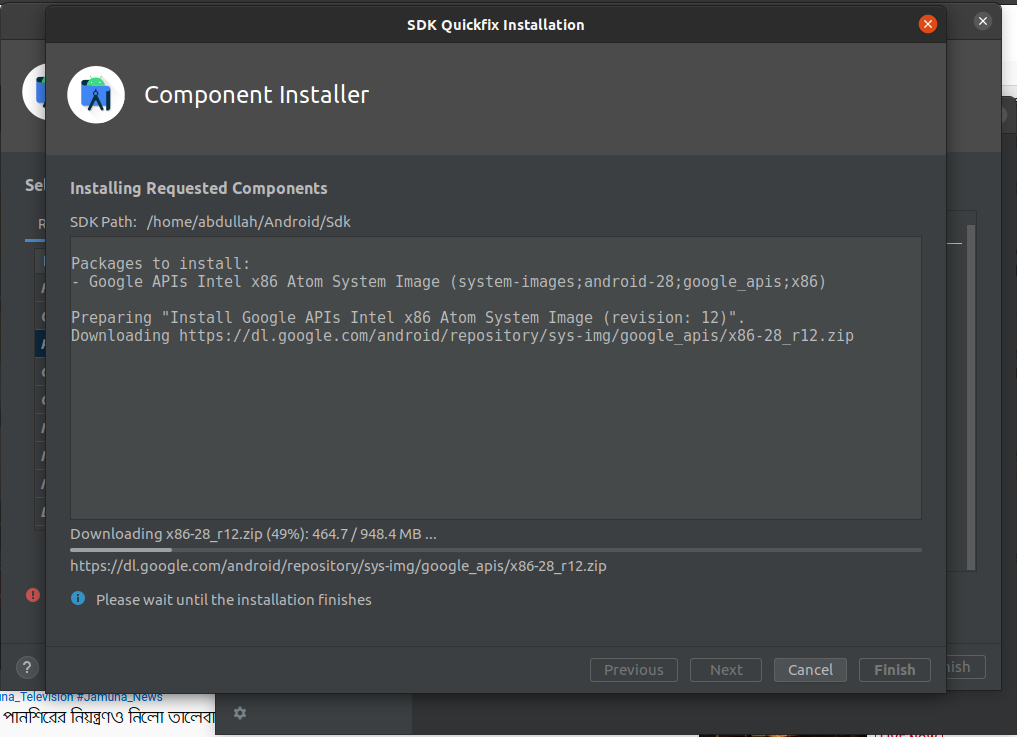 SDK Quickfix Installation
Component Installer
Installing Requested Components
SDK Path: /home/abdullah/Android/Sdk
Packages to install:
- Google APIs Intel x86 Atom System Image (system-images;android-28;google_apis;x86)
Preparing "Install Google APIs Intel x86 Atom System Image (revision: 12)".
Downloading https://dl.google.com/android/repository/sys-img/google_apis/x86-28_r12.zip
Downloading x86-28_r12.zip (49%): 464.7 / 948.4 MB ...
https://dl.google.com/android/repository/sys-img/google_apis/x86-28_r12.zip
Please wait until the installation finishes
?
Previous Next Cancel Finish
una_Television #Jamuna_News
পানশিরের নিয়ন্ত্রণও নিলো তালেবা